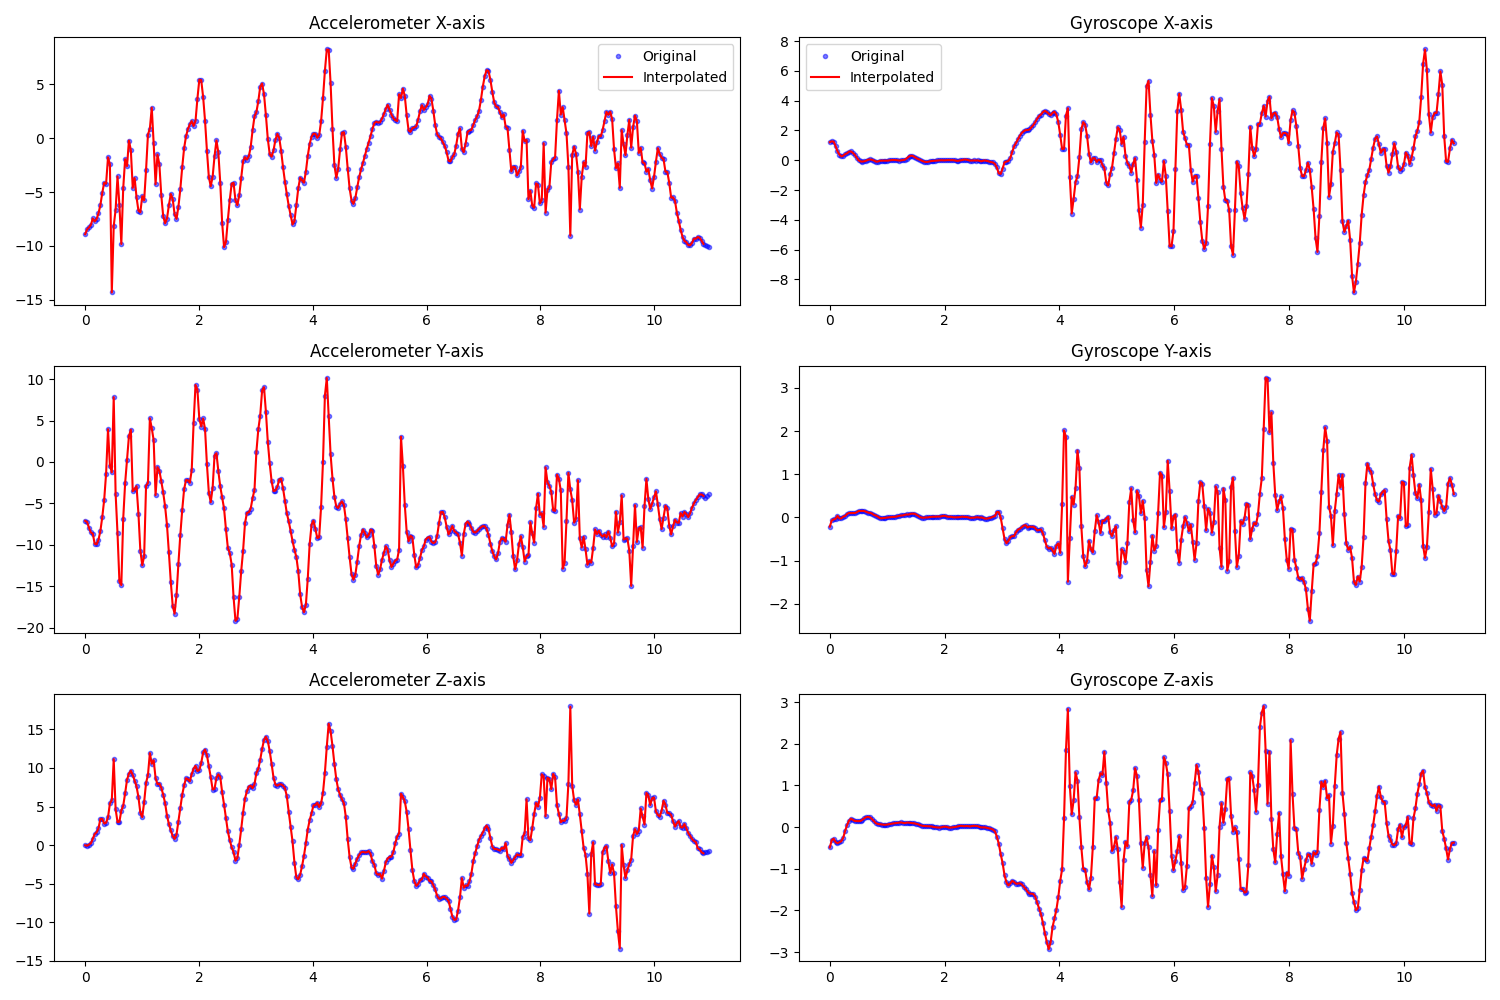 Accelerometer X-axis
Original
Interpolated
5
0
−5
−10
−15
0 2 4 6 8 10
Gyroscope X-axis
Original
Interpolated
8
6
4
2
0
−2
−4
−6
−8
0 2 4 6 8 10
Accelerometer Y-axis
10
5
0
−5
−10
−15
−20
0 2 4 6 8 10
Gyroscope Y-axis
3
2
1
0
−1
−2
0 2 4 6 8 10
Accelerometer Z-axis
15
10
5
0
−5
−10
−15
0 2 4 6 8 10
Gyroscope Z-axis
3
2
1
0
−1
−2
−3
0 2 4 6 8 10